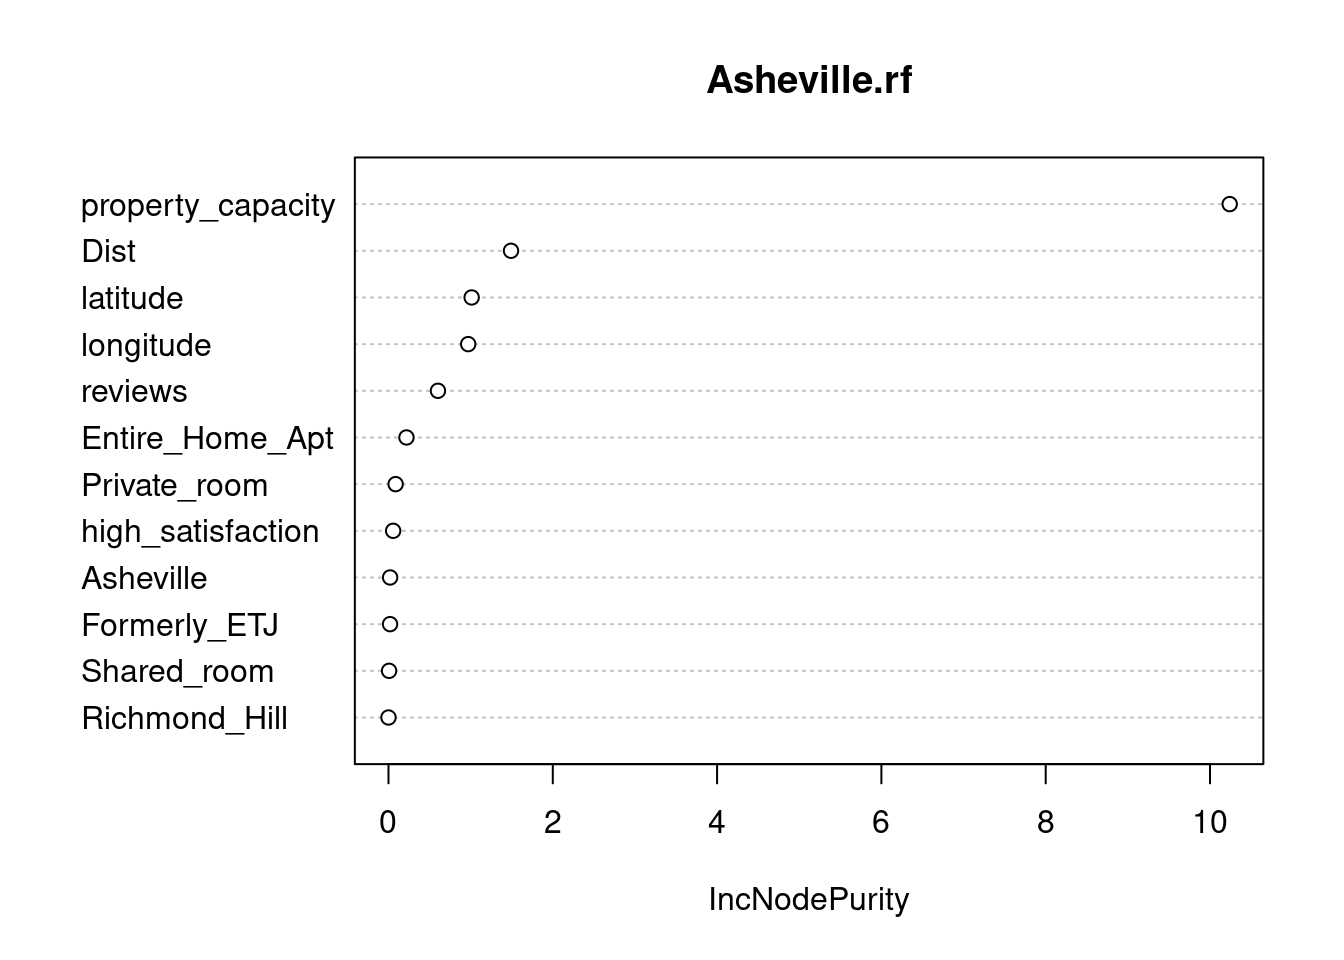 Asheville.rf
property_capacity
Dist
latitude
longitude
reviews
Entire_Home_Apt
Private_room
high_satisfaction
Asheville
Formerly_ETJ
Shared_room
Richmond_Hill
0 2 4 6 8 10
IncNodePurity